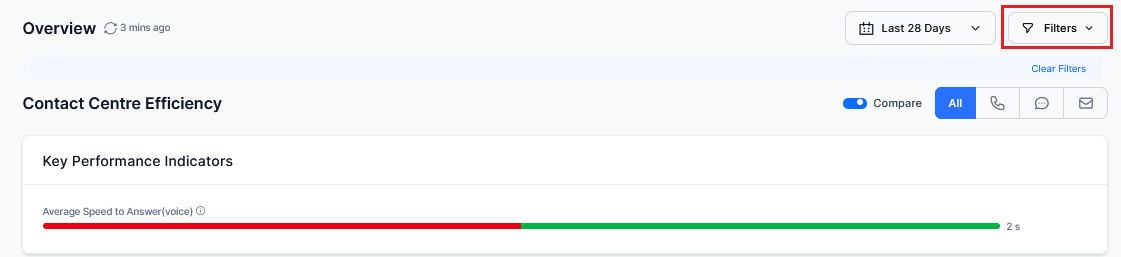 Overview 3 mins ago Last 28 Days Filters
Clear Filters
Contact Centre Efficiency Compare All
Key Performance Indicators
Average Speed to Answer(voice)
2 s